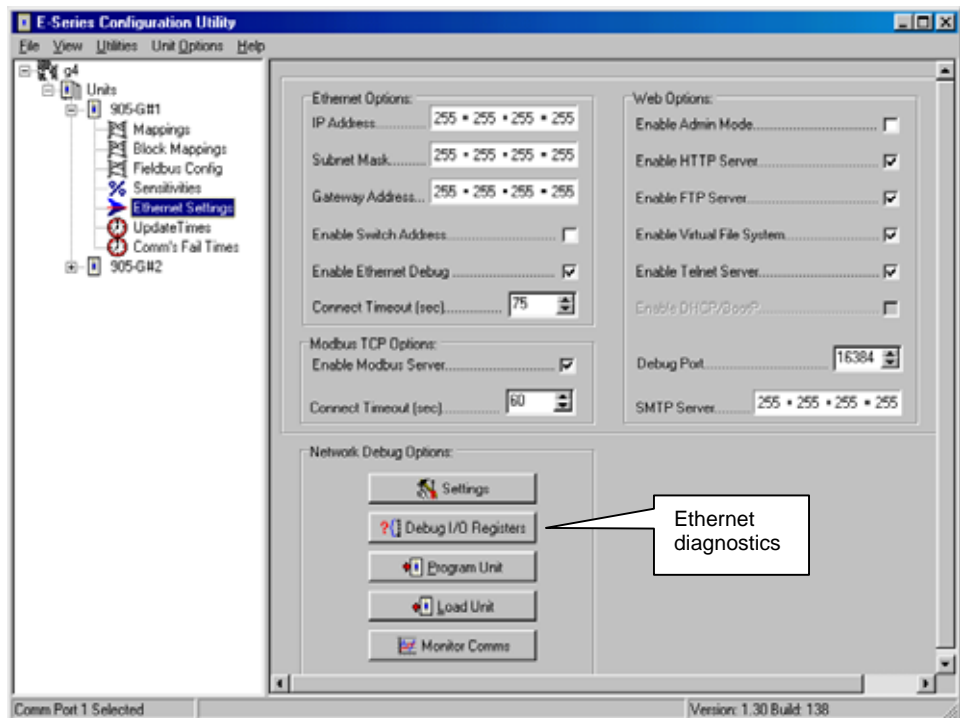 E-Series Configuration Utility
File View Utilities Unit Options Help
g4
Units
905-G#1
Mappings
Block Mappings
Fieldbus Config
Sensitivities
Ethernet Settings
UpdateTimes
Comm's Fail Times
905-G#2
Ethernet Options:
IP Address............ 255 • 255 • 255 • 255
Subnet Mask......... 255 • 255 • 255 • 255
Gateway Address... 255 • 255 • 255 • 255
Enable Switch Address
Enable Ethernet Debug
Connect Timeout (sec) 75
Modbus TCP Options:
Enable Modbus Server
Connect Timeout (sec) 60
Web Options:
Enable Admin Mode
Enable HTTP Server
Enable FTP Server
Enable Virtual File System
Enable Telnet Server
Enable DHCP/BootP
Debug Port 16384
SMTP Server 255 • 255 • 255 • 255
Network Debug Options:
Settings
Debug I/O Registers
Program Unit
Load Unit
Monitor Comms
Ethernet
diagnostics
Comm Port 1 Selected
Version: 1.30 Build: 138